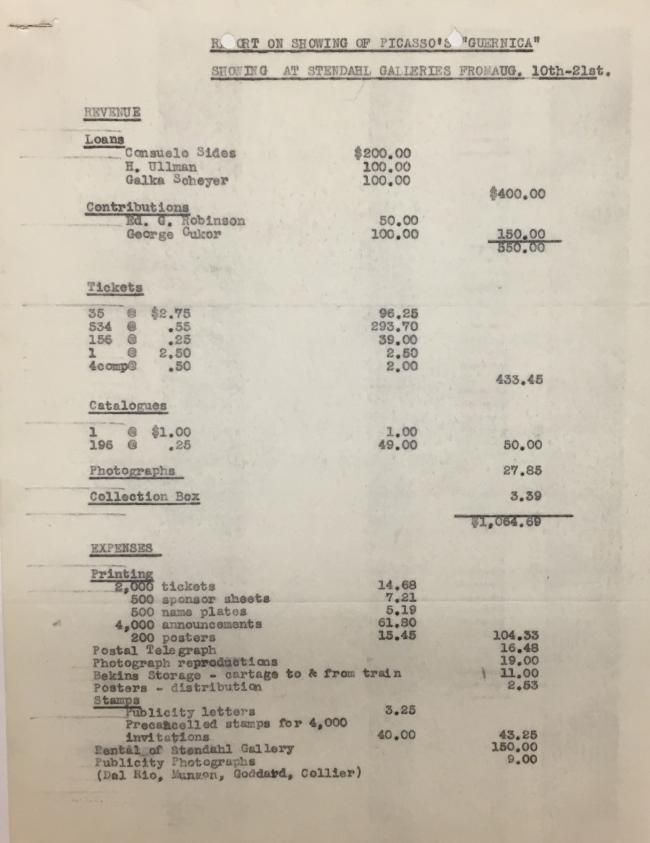 R ORT ON SHOWING OF PICASSO'S "GUERNICA"
SHOWING AT STENDAHL GALLERIES FROMAUG. 10th-21st.
REVENUE
Loans
Consuelo Sides $200.00
H. Ullman 100.00
Galka Scheyer 100.00
$400.00
Contributions
Ed. G. Robinson 50.00
George Cukor 100.00 150.00
550.00
Tickets
35 @ $2.75 96.25
534 @ .55 293.70
156 @ .25 39.00
1 @ 2.50 2.50
4comp@ .50 2.00
433.45
Catalogues
1 @ $1.00 1.00
196 @ .25 49.00 50.00
Photographs 27.85
Collection Box 3.39
$1,064.69
EXPENSES
Printing
2,000 tickets 14.68
500 sponsor sheets 7.21
500 name plates 5.19
4,000 announcements 61.80
200 posters 15.45 104.33
Postal Telegraph 16.48
Photograph reproductions 19.00
Bekins Storage - cartage to & from train 11.00
Posters - distribution 2.53
Stamps
Publicity letters 3.25
Precancelled stamps for 4,000
invitations 40.00 43.25
Rental of Stendahl Gallery 150.00
Publicity Photographs 9.00
(Del Rio, Munson, Goddard, Collier)